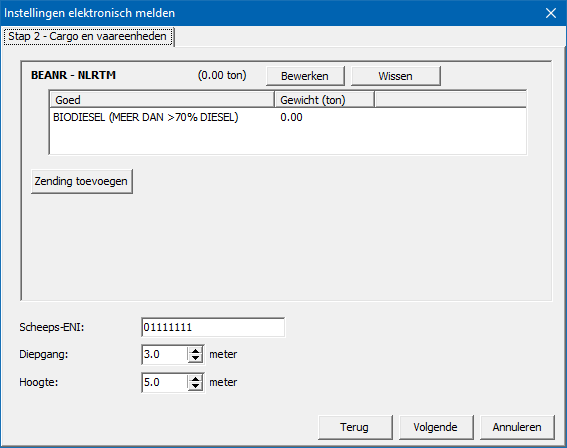 Instellingen elektronisch melden
Stap 2 - Cargo en vaareenheden
BEANR - NLRTM (0.00 ton) Bewerken Wissen
Goed Gewicht (ton)
BIODIESEL (MEER DAN >70% DIESEL) 0.00
Zending toevoegen
Scheeps-ENI: 01111111
Diepgang: 3.0 meter
Hoogte: 5.0 meter
Terug Volgende Annuleren